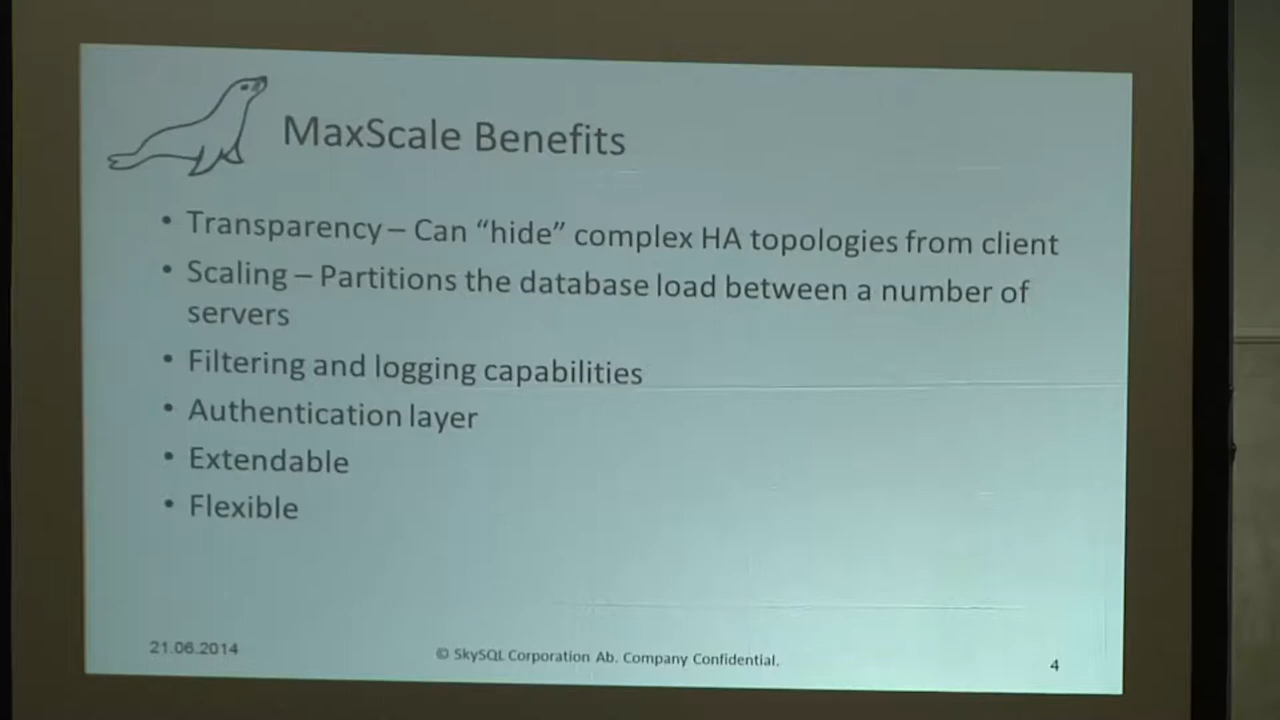 MaxScale Benefits
• Transparency – Can “hide” complex HA topologies from client
• Scaling – Partitions the database load between a number of
servers
• Filtering and logging capabilities
• Authentication layer
• Extendable
• Flexible
21.06.2014
© SkySQL Corporation Ab. Company Confidential.
4